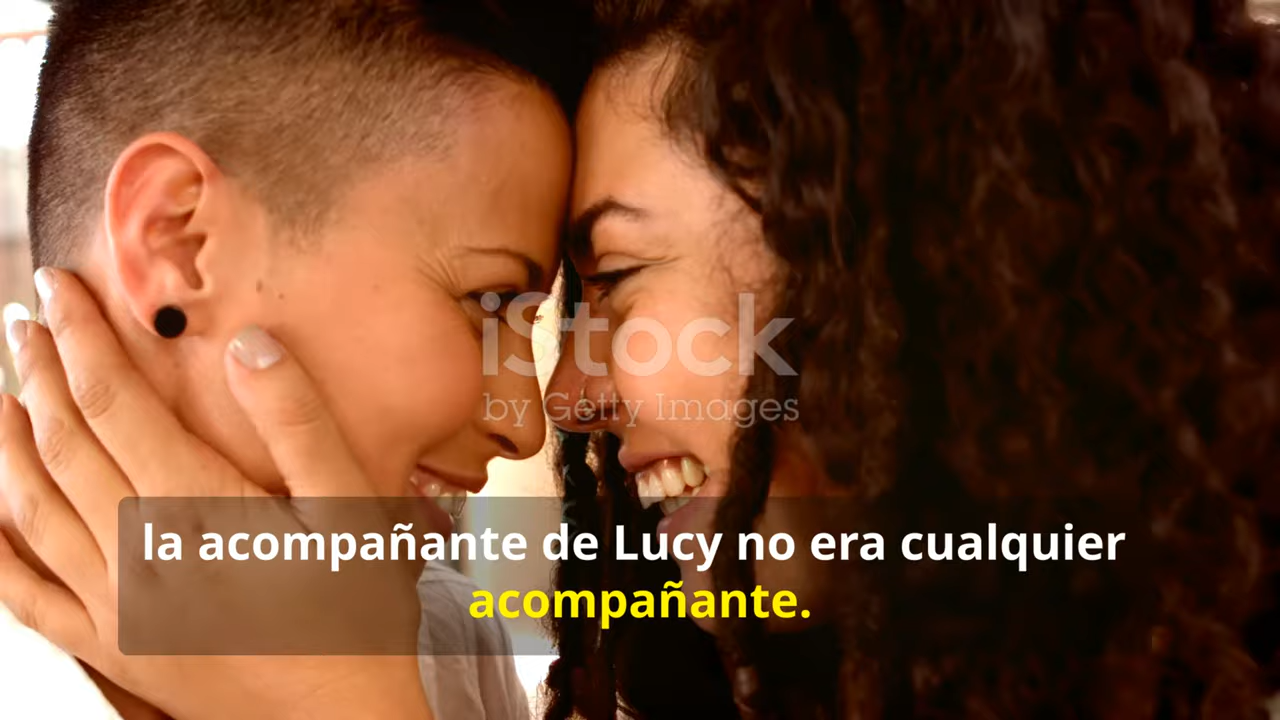 iStock
by Getty Images
la acompañante de Lucy no era cualquier
acompañante.